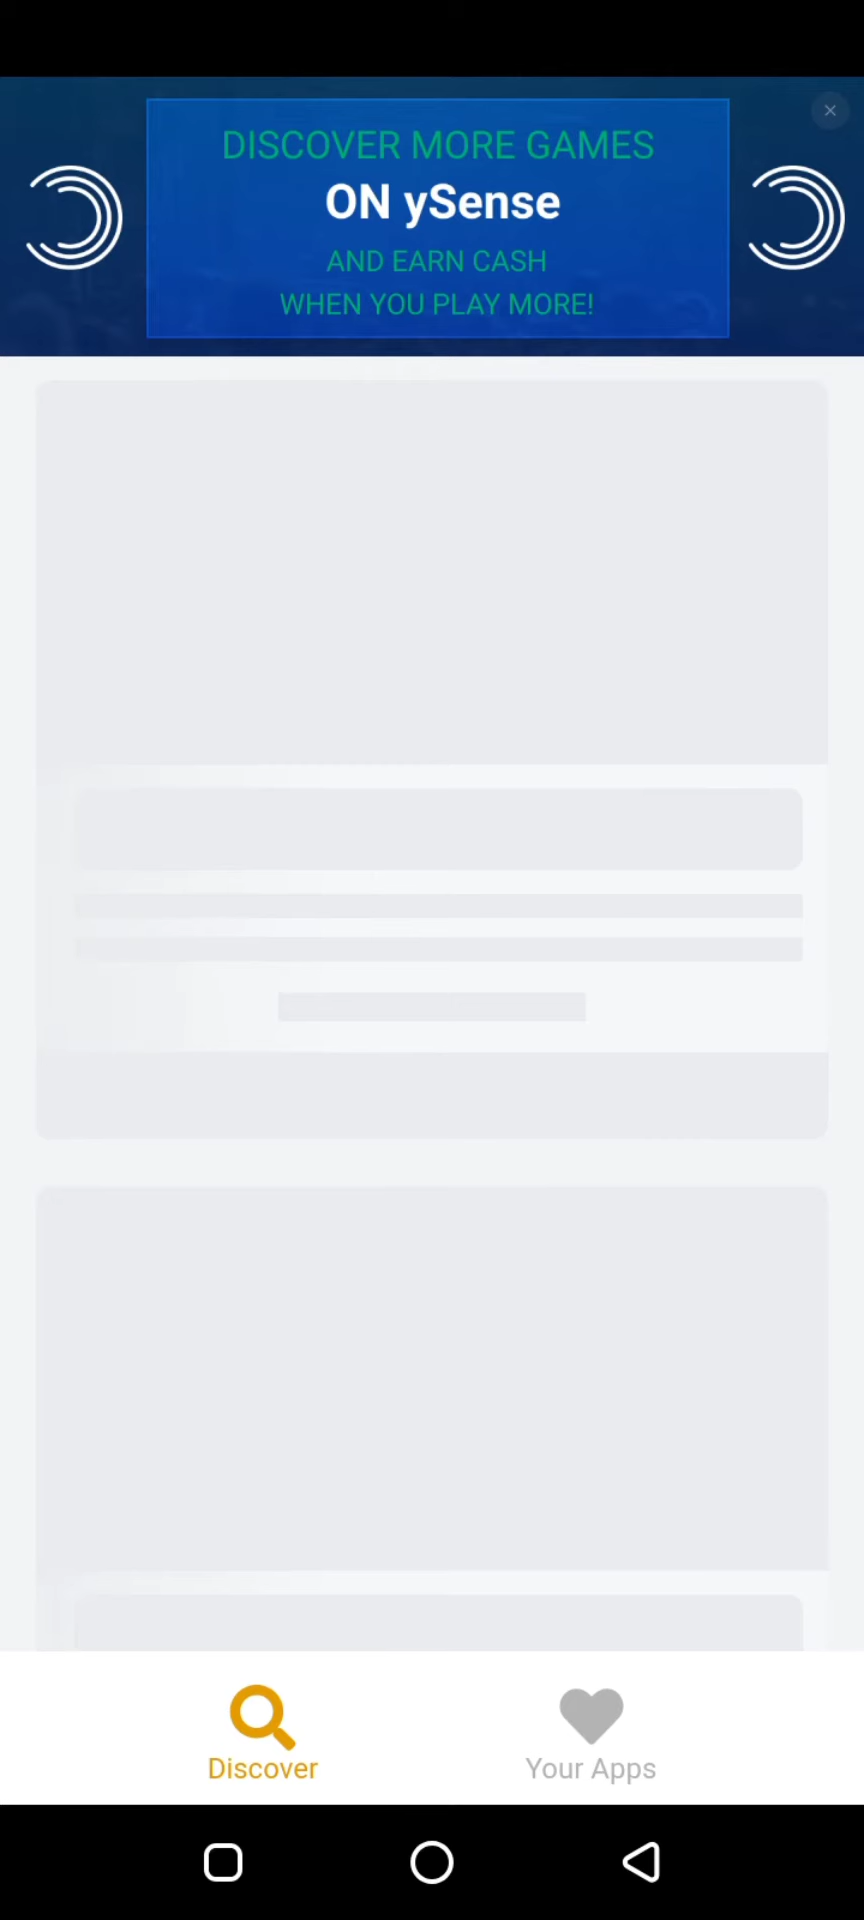 DISCOVER MORE GAMES
ON ySense
AND EARN CASH
WHEN YOU PLAY MORE!
Discover
Your Apps